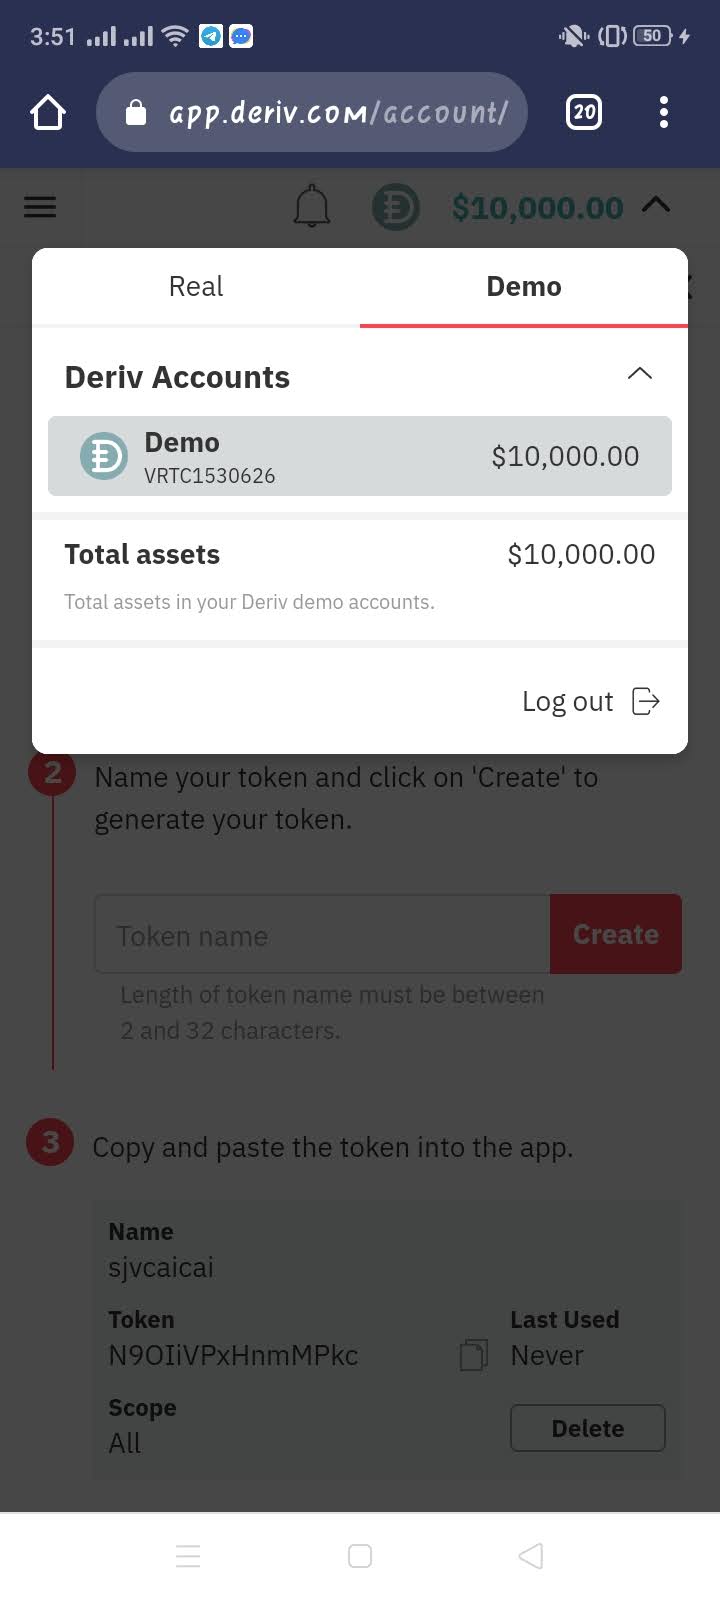 3:51
50
app.deriv.com/account/
20
$10,000.00
Real
Demo
Deriv Accounts
Demo
$10,000.00
VRTC1530626
Total assets
$10,000.00
Total assets in your Deriv demo accounts.
Log out
2
Name your token and click on 'Create' to
generate your token.
Token name
Create
Length of token name must be between
2 and 32 characters.
3
Copy and paste the token into the app.
Name
sjvcaicai
Token
Last Used
N9OIiVPxHnmMPkc
Never
Scope
All
Delete